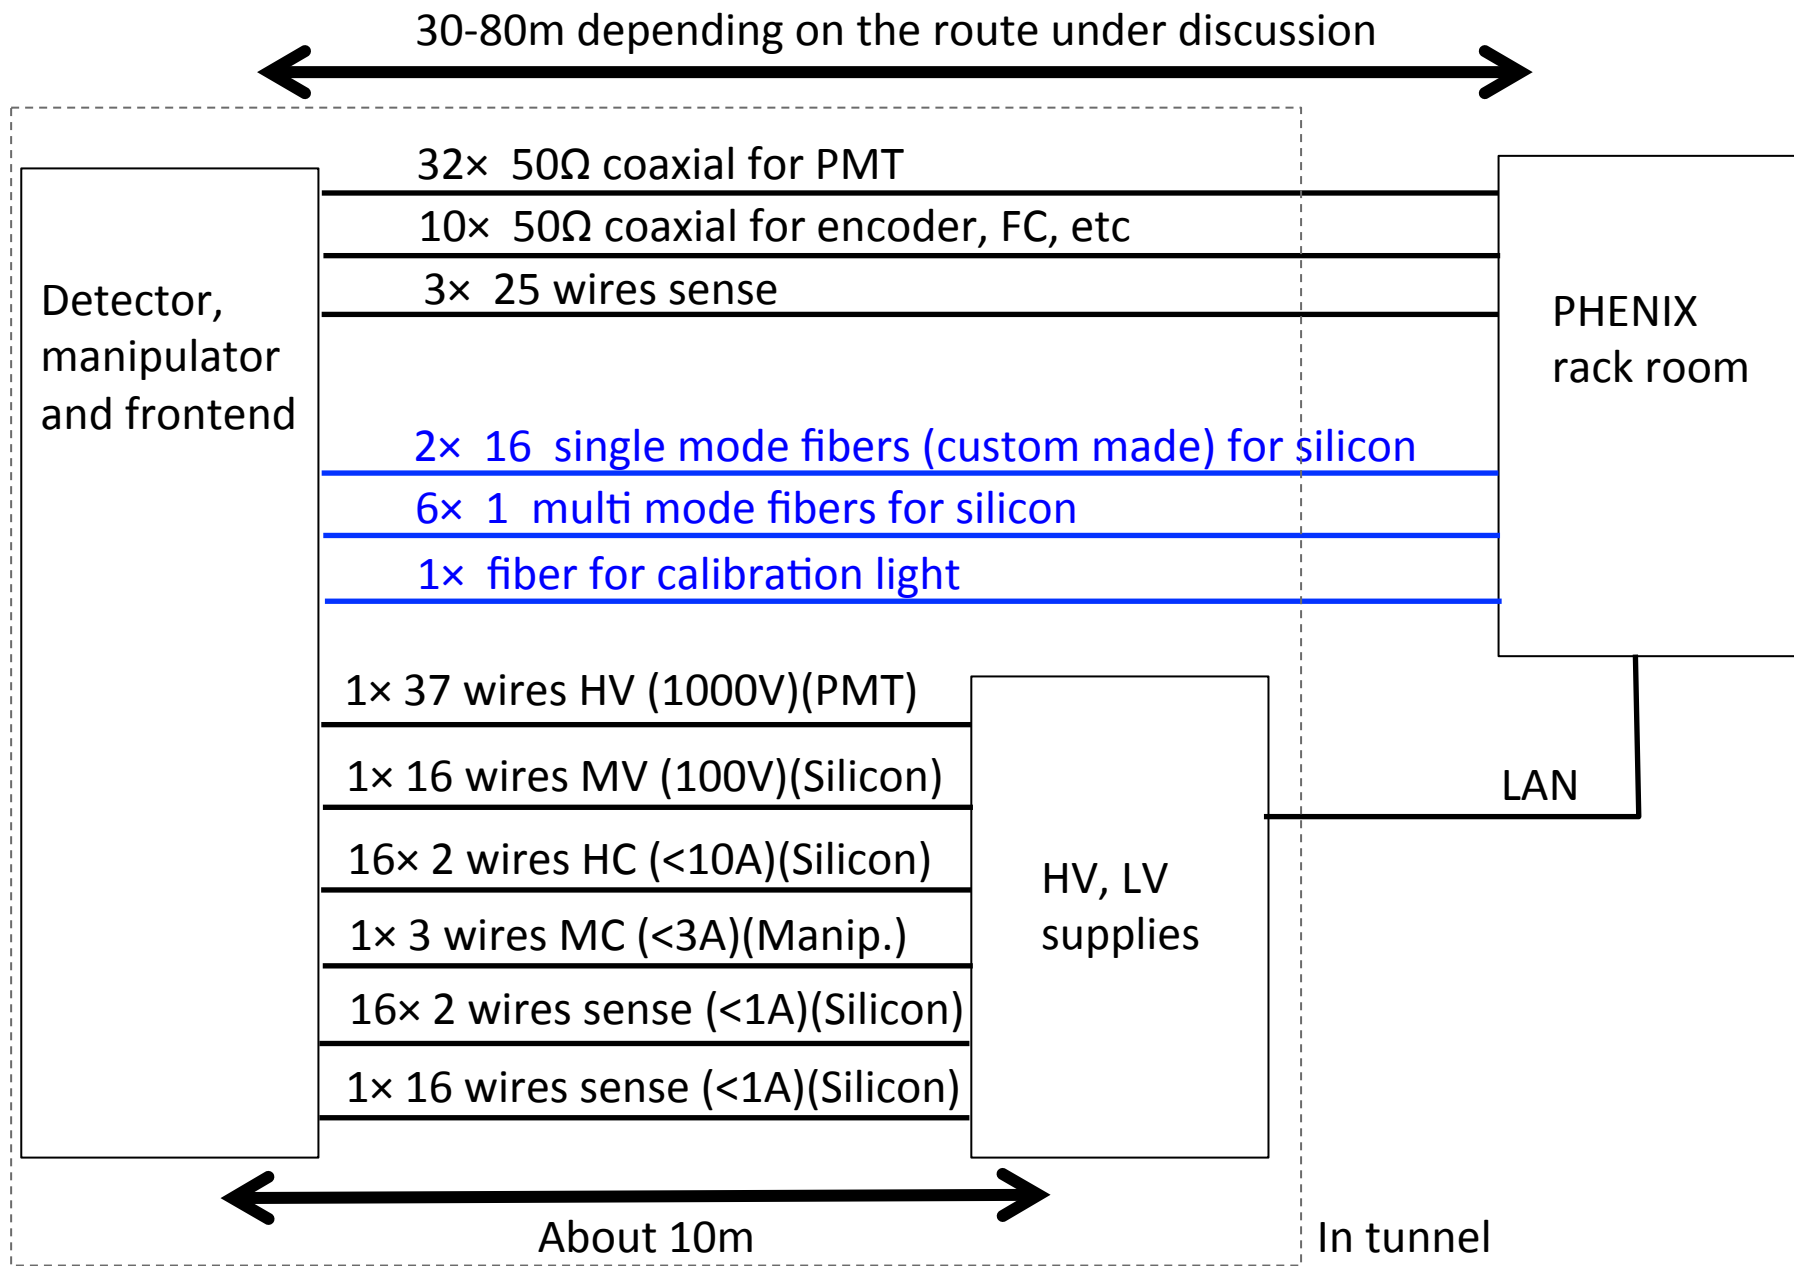 30-80m depending on the route under discussion
32× 50Ω coaxial for PMT
10× 50Ω coaxial for encoder, FC, etc
3× 25 wires sense
Detector,
manipulator
and frontend
PHENIX
rack room
2× 16 single mode fibers (custom made) for silicon
6× 1 multi mode fibers for silicon
1× fiber for calibration light
1× 37 wires HV (1000V)(PMT)
1× 16 wires MV (100V)(Silicon)
16× 2 wires HC (<10A)(Silicon)
1× 3 wires MC (<3A)(Manip.)
16× 2 wires sense (<1A)(Silicon)
1× 16 wires sense (<1A)(Silicon)
HV, LV
supplies
LAN
About 10m
In tunnel